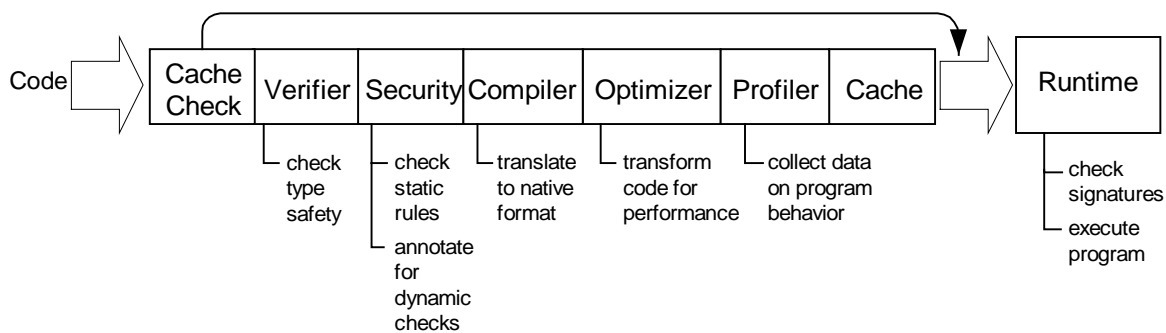 Code
Cache
Check
Verifier
Security
Compiler
Optimizer
Profiler
Cache
Runtime
check
type
safety
check
static
rules
annotate
for
dynamic
checks
translate
to native
format
transform
code for
performance
collect data
on program
behavior
check
signatures
execute
program